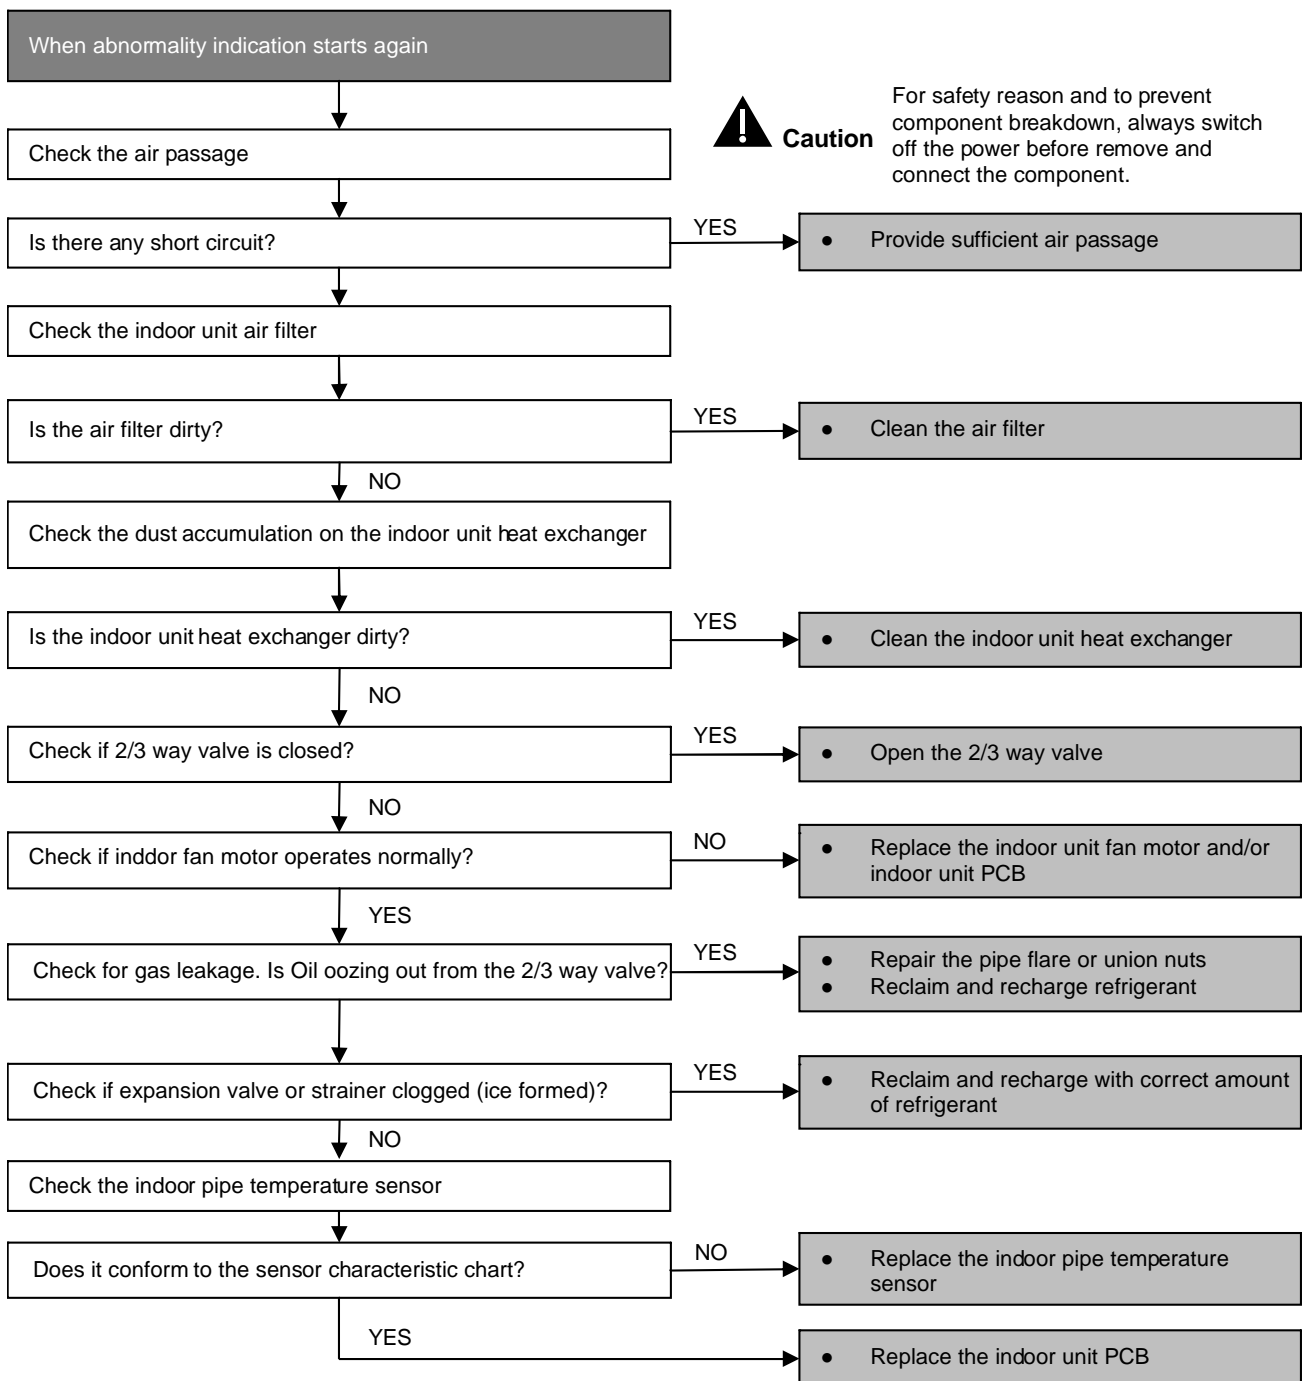 When abnormality indication starts again
Caution
For safety reason and to prevent
component breakdown, always switch
off the power before remove and
connect the component.
Check the air passage
Is there any short circuit?
YES
● Provide sufficient air passage
Check the indoor unit air filter
Is the air filter dirty?
YES
● Clean the air filter
NO
Check the dust accumulation on the indoor unit heat exchanger
Is the indoor unit heat exchanger dirty?
YES
● Clean the indoor unit heat exchanger
NO
Check if 2/3 way valve is closed?
YES
● Open the 2/3 way valve
NO
Check if inddor fan motor operates normally?
NO
● Replace the indoor unit fan motor and/or
indoor unit PCB
YES
Check for gas leakage. Is Oil oozing out from the 2/3 way valve?
YES
● Repair the pipe flare or union nuts
● Reclaim and recharge refrigerant
Check if expansion valve or strainer clogged (ice formed)?
YES
● Reclaim and recharge with correct amount
of refrigerant
NO
Check the indoor pipe temperature sensor
Does it conform to the sensor characteristic chart?
NO
● Replace the indoor pipe temperature
sensor
YES
● Replace the indoor unit PCB